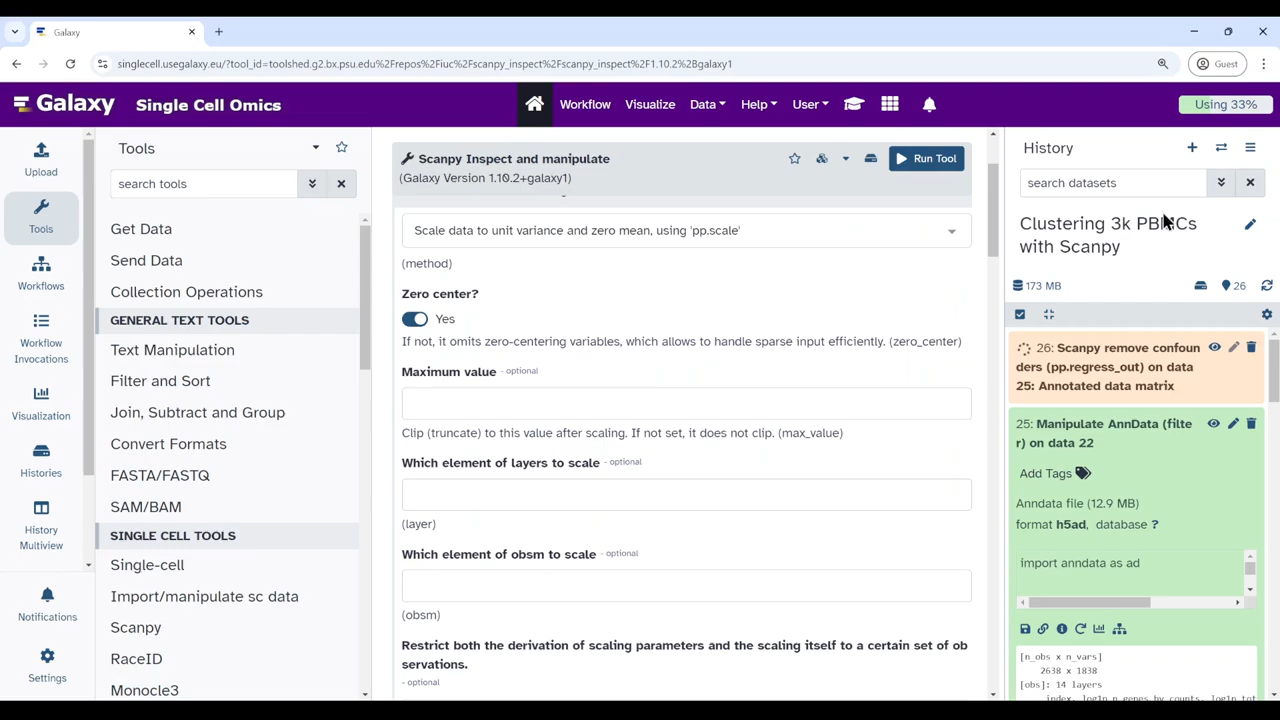 Galaxy
singlecell.usegalaxy.eu/?tool_id=toolshed.g2.bx.psu.edu%2Frepos%2Fiuc%2Fscanpy_inspect%2Fscanpy_inspect%2F1.10.2%2Bgalaxy1
Guest
Galaxy Single Cell Omics Workflow Visualize Data Help User Using 33%
Upload
Tools
Workflows
Workflow
Invocations
Visualization
Histories
History
Multiview
Notifications
Settings
Tools
search tools
Get Data
Send Data
Collection Operations
GENERAL TEXT TOOLS
Text Manipulation
Filter and Sort
Join, Subtract and Group
Convert Formats
FASTA/FASTQ
SAM/BAM
SINGLE CELL TOOLS
Single-cell
Import/manipulate sc data
Scanpy
RaceID
Monocle3
Scanpy Inspect and manipulate
(Galaxy Version 1.10.2+galaxy1)
Run Tool
Scale data to unit variance and zero mean, using 'pp.scale'
(method)
Zero center?
Yes
If not, it omits zero-centering variables, which allows to handle sparse input efficiently. (zero_center)
Maximum value - optional
Clip (truncate) to this value after scaling. If not set, it does not clip. (max_value)
Which element of layers to scale - optional
(layer)
Which element of obsm to scale - optional
(obsm)
Restrict both the derivation of scaling parameters and the scaling itself to a certain set of ob
servations.
- optional
History
search datasets
Clustering 3k PBMCs
with Scanpy
173 MB 26
26: Scanpy remove confoun
ders (pp.regress_out) on data
25: Annotated data matrix
25: Manipulate AnnData (filte
r) on data 22
Add Tags
Anndata file (12.9 MB)
format h5ad, database ?
import anndata as ad
[n_obs x n_vars]
2638 x 1838
[obs]: 14 layers
index, log1p_n_genes_by_counts, log1p_tot